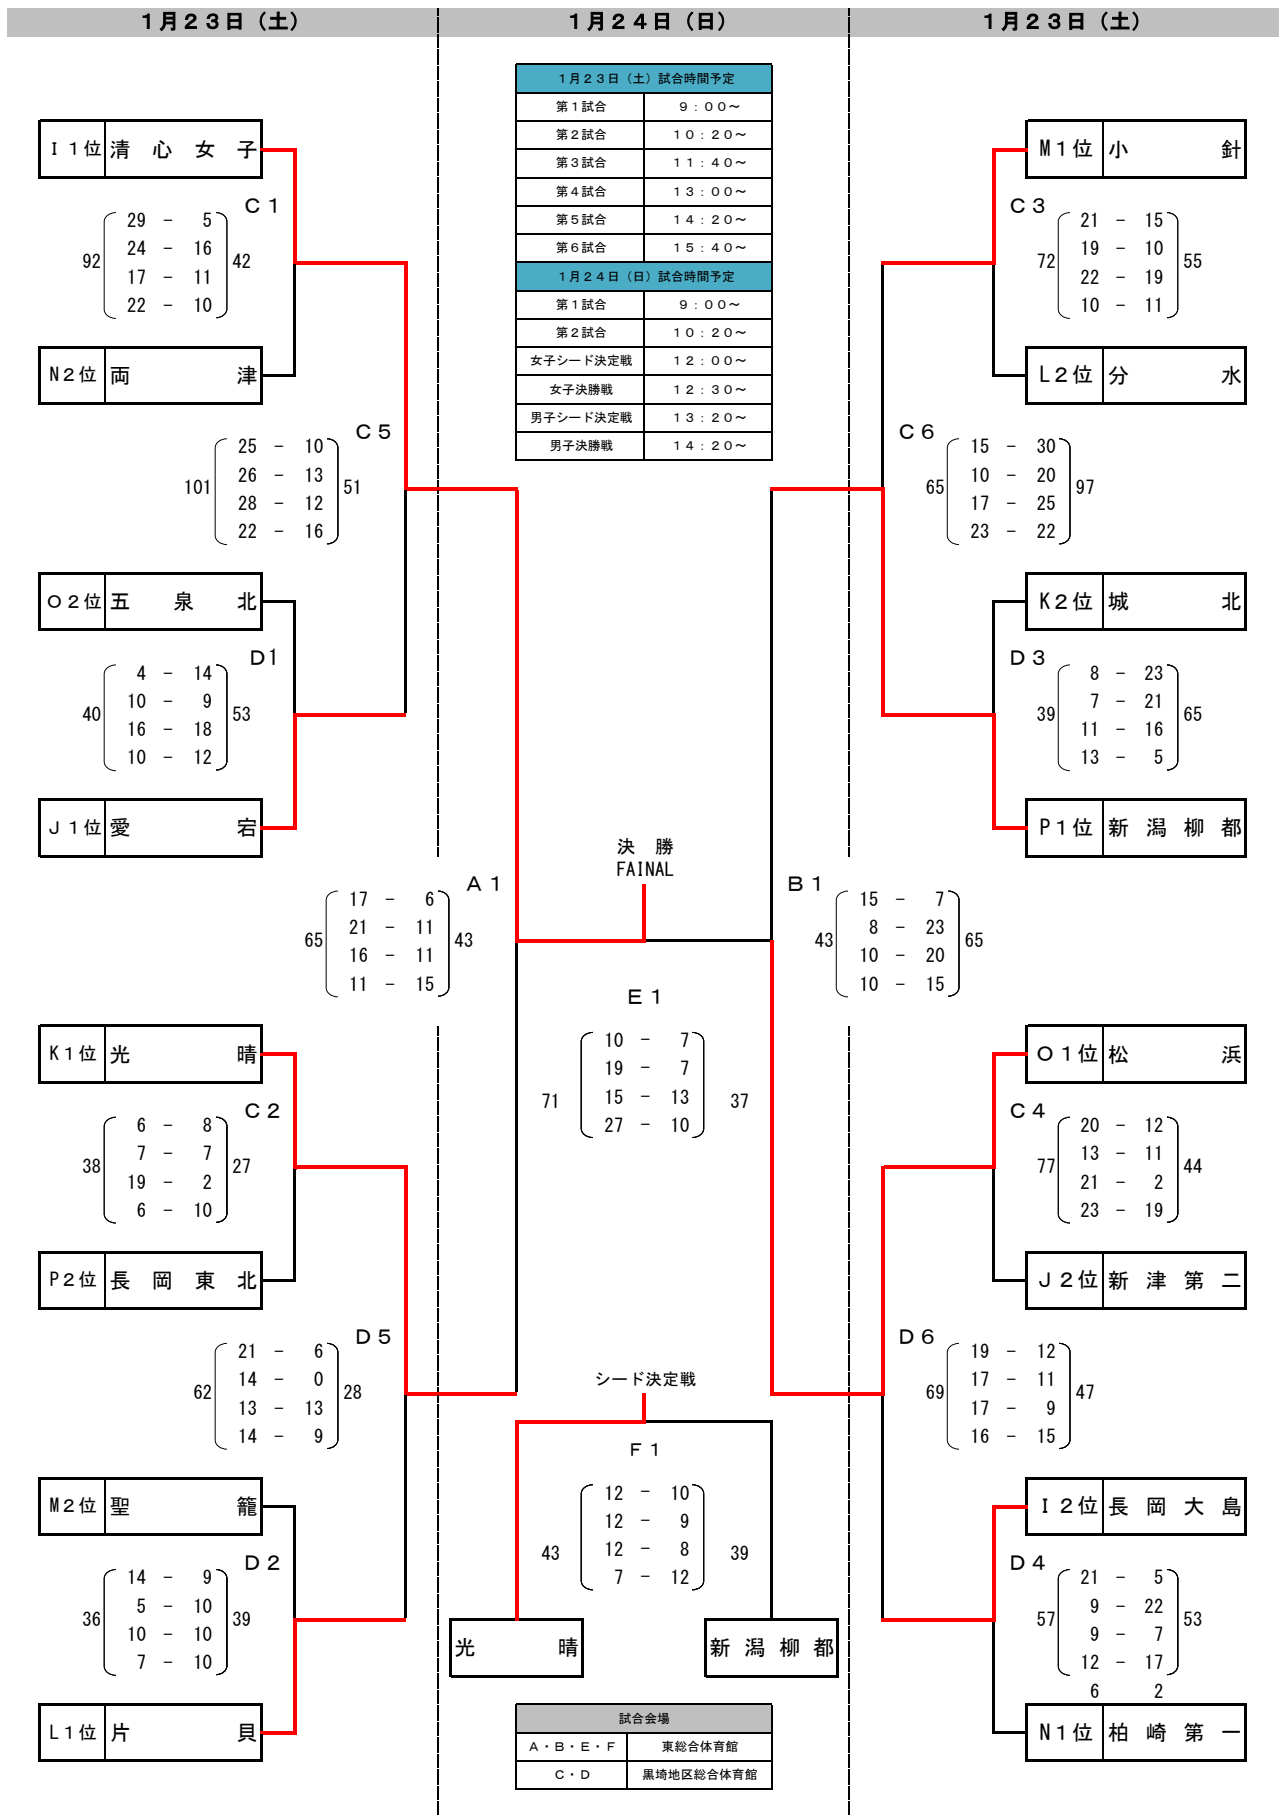 １月２３日（土）
１月２４日（日）
１月２３日（土）
１月２３日（土）試合時間予定
第１試合 ９：００～
第２試合 １０：２０～
第３試合 １１：４０～
第４試合 １３：００～
第５試合 １４：２０～
第６試合 １５：４０～
１月２４日（日）試合時間予定
第１試合 ９：００～
第２試合 １０：２０～
女子シード決定戦 １２：００～
女子決勝戦 １２：３０～
男子シード決定戦 １３：２０～
男子決勝戦 １４：２０～
Ｉ１位 清心女子
Ｃ１
29 － 5
24 － 16
92 42
17 － 11
22 － 10
Ｎ２位 両津
Ｃ５
25 － 10
26 － 13
101 51
28 － 12
22 － 16
Ｏ２位 五泉北
Ｄ1
4 － 14
10 － 9
40 53
16 － 18
10 － 12
Ｊ１位 愛宕
Ａ１
17 － 6
21 － 11
65 43
16 － 11
11 － 15
Ｋ１位 光晴
Ｃ２
6 － 8
7 － 7
38 27
19 － 2
6 － 10
Ｐ２位 長岡東北
Ｄ５
21 － 6
14 － 0
62 28
13 － 13
14 － 9
Ｍ２位 聖籠
Ｄ２
14 － 9
5 － 10
36 39
10 － 10
7 － 10
Ｌ１位 片貝
決勝
FAINAL
Ｅ１
10 － 7
19 － 7
71 37
15 － 13
27 － 10
シード決定戦
Ｆ１
12 － 10
12 － 9
43 39
12 － 8
7 － 12
光晴
新潟柳都
試合会場
Ａ・Ｂ・Ｅ・Ｆ 東総合体育館
Ｃ・Ｄ 黒埼地区総合体育館
Ｍ１位 小針
Ｃ３
21 － 15
19 － 10
72 55
22 － 19
10 － 11
Ｌ２位 分水
Ｃ６
15 － 30
10 － 20
65 97
17 － 25
23 － 22
Ｋ２位 城北
Ｄ３
8 － 23
7 － 21
39 65
11 － 16
13 － 5
Ｐ１位 新潟柳都
Ｂ１
15 － 7
8 － 23
43 65
10 － 20
10 － 15
Ｏ１位 松浜
Ｃ４
20 － 12
13 － 11
77 44
21 － 2
23 － 19
Ｊ２位 新津第二
Ｄ６
19 － 12
17 － 11
69 47
17 － 9
16 － 15
Ｉ２位 長岡大島
Ｄ４
21 － 5
9 － 22
57 53
9 － 7
12 － 17
6 2
Ｎ１位 柏崎第一